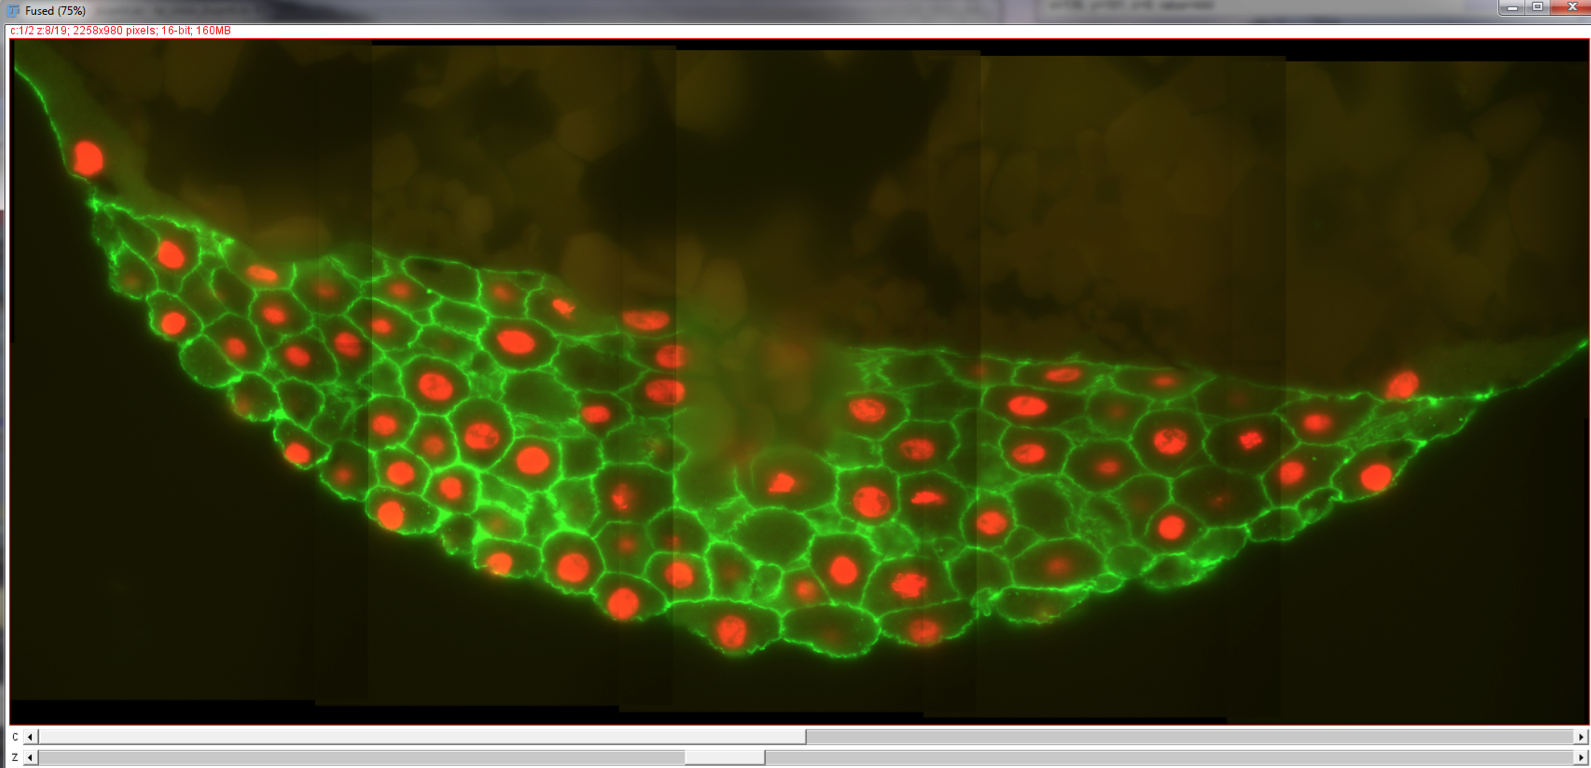 Fused (75%)
c:1/2 z:8/19; 2258x980 pixels; 16-bit; 160MB
c
z